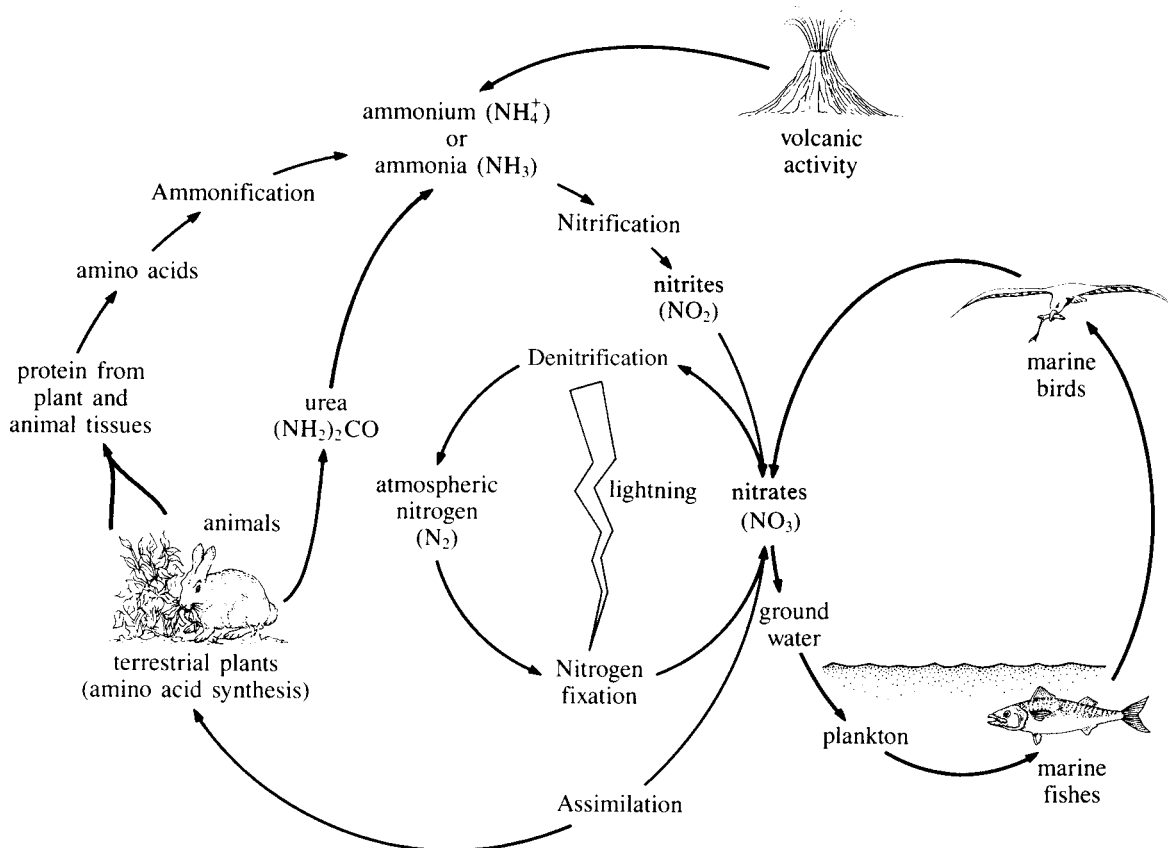 volcanic
activity
ammonium (NH₄⁺)
or
ammonia (NH₃)
Ammonification
Nitrification
amino acids
nitrites
(NO₂)
marine
birds
Denitrification
protein from
plant and
animal tissues
urea
(NH₂)₂CO
atmospheric
nitrogen
(N₂)
lightning
nitrates
(NO₃)
animals
ground
water
terrestrial plants
(amino acid synthesis)
Nitrogen
fixation
plankton
marine
fishes
Assimilation